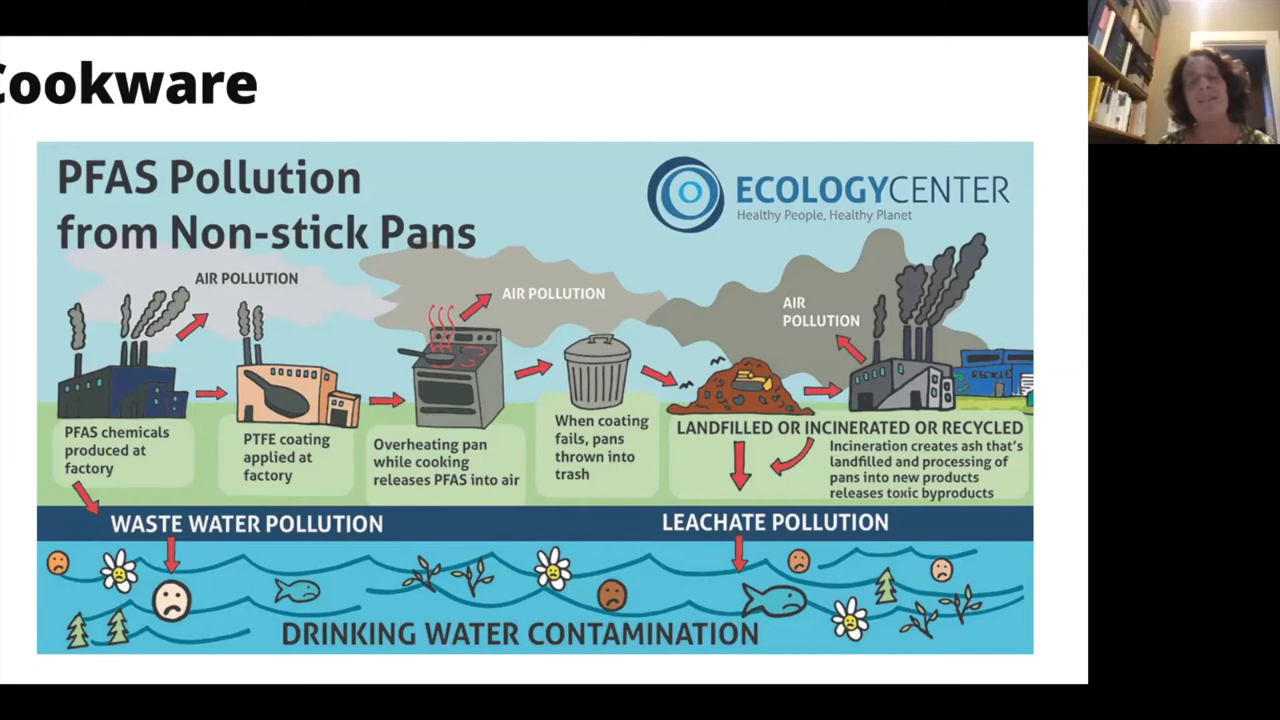 Cookware
PFAS Pollution
from Non-stick Pans
ECOLOGYCENTER
Healthy People, Healthy Planet
AIR POLLUTION
AIR POLLUTION
AIR
POLLUTION
RECYCLE
PFAS chemicals
produced at
factory
PTFE coating
applied at
factory
Overheating pan
while cooking
releases PFAS into air
When coating
fails, pans
thrown into
trash
LANDFILLED OR INCINERATED OR RECYCLED
Incineration creates ash that's
landfilled and processing of
pans into new products
releases toxic byproducts
WASTE WATER POLLUTION
LEACHATE POLLUTION
DRINKING WATER CONTAMINATION